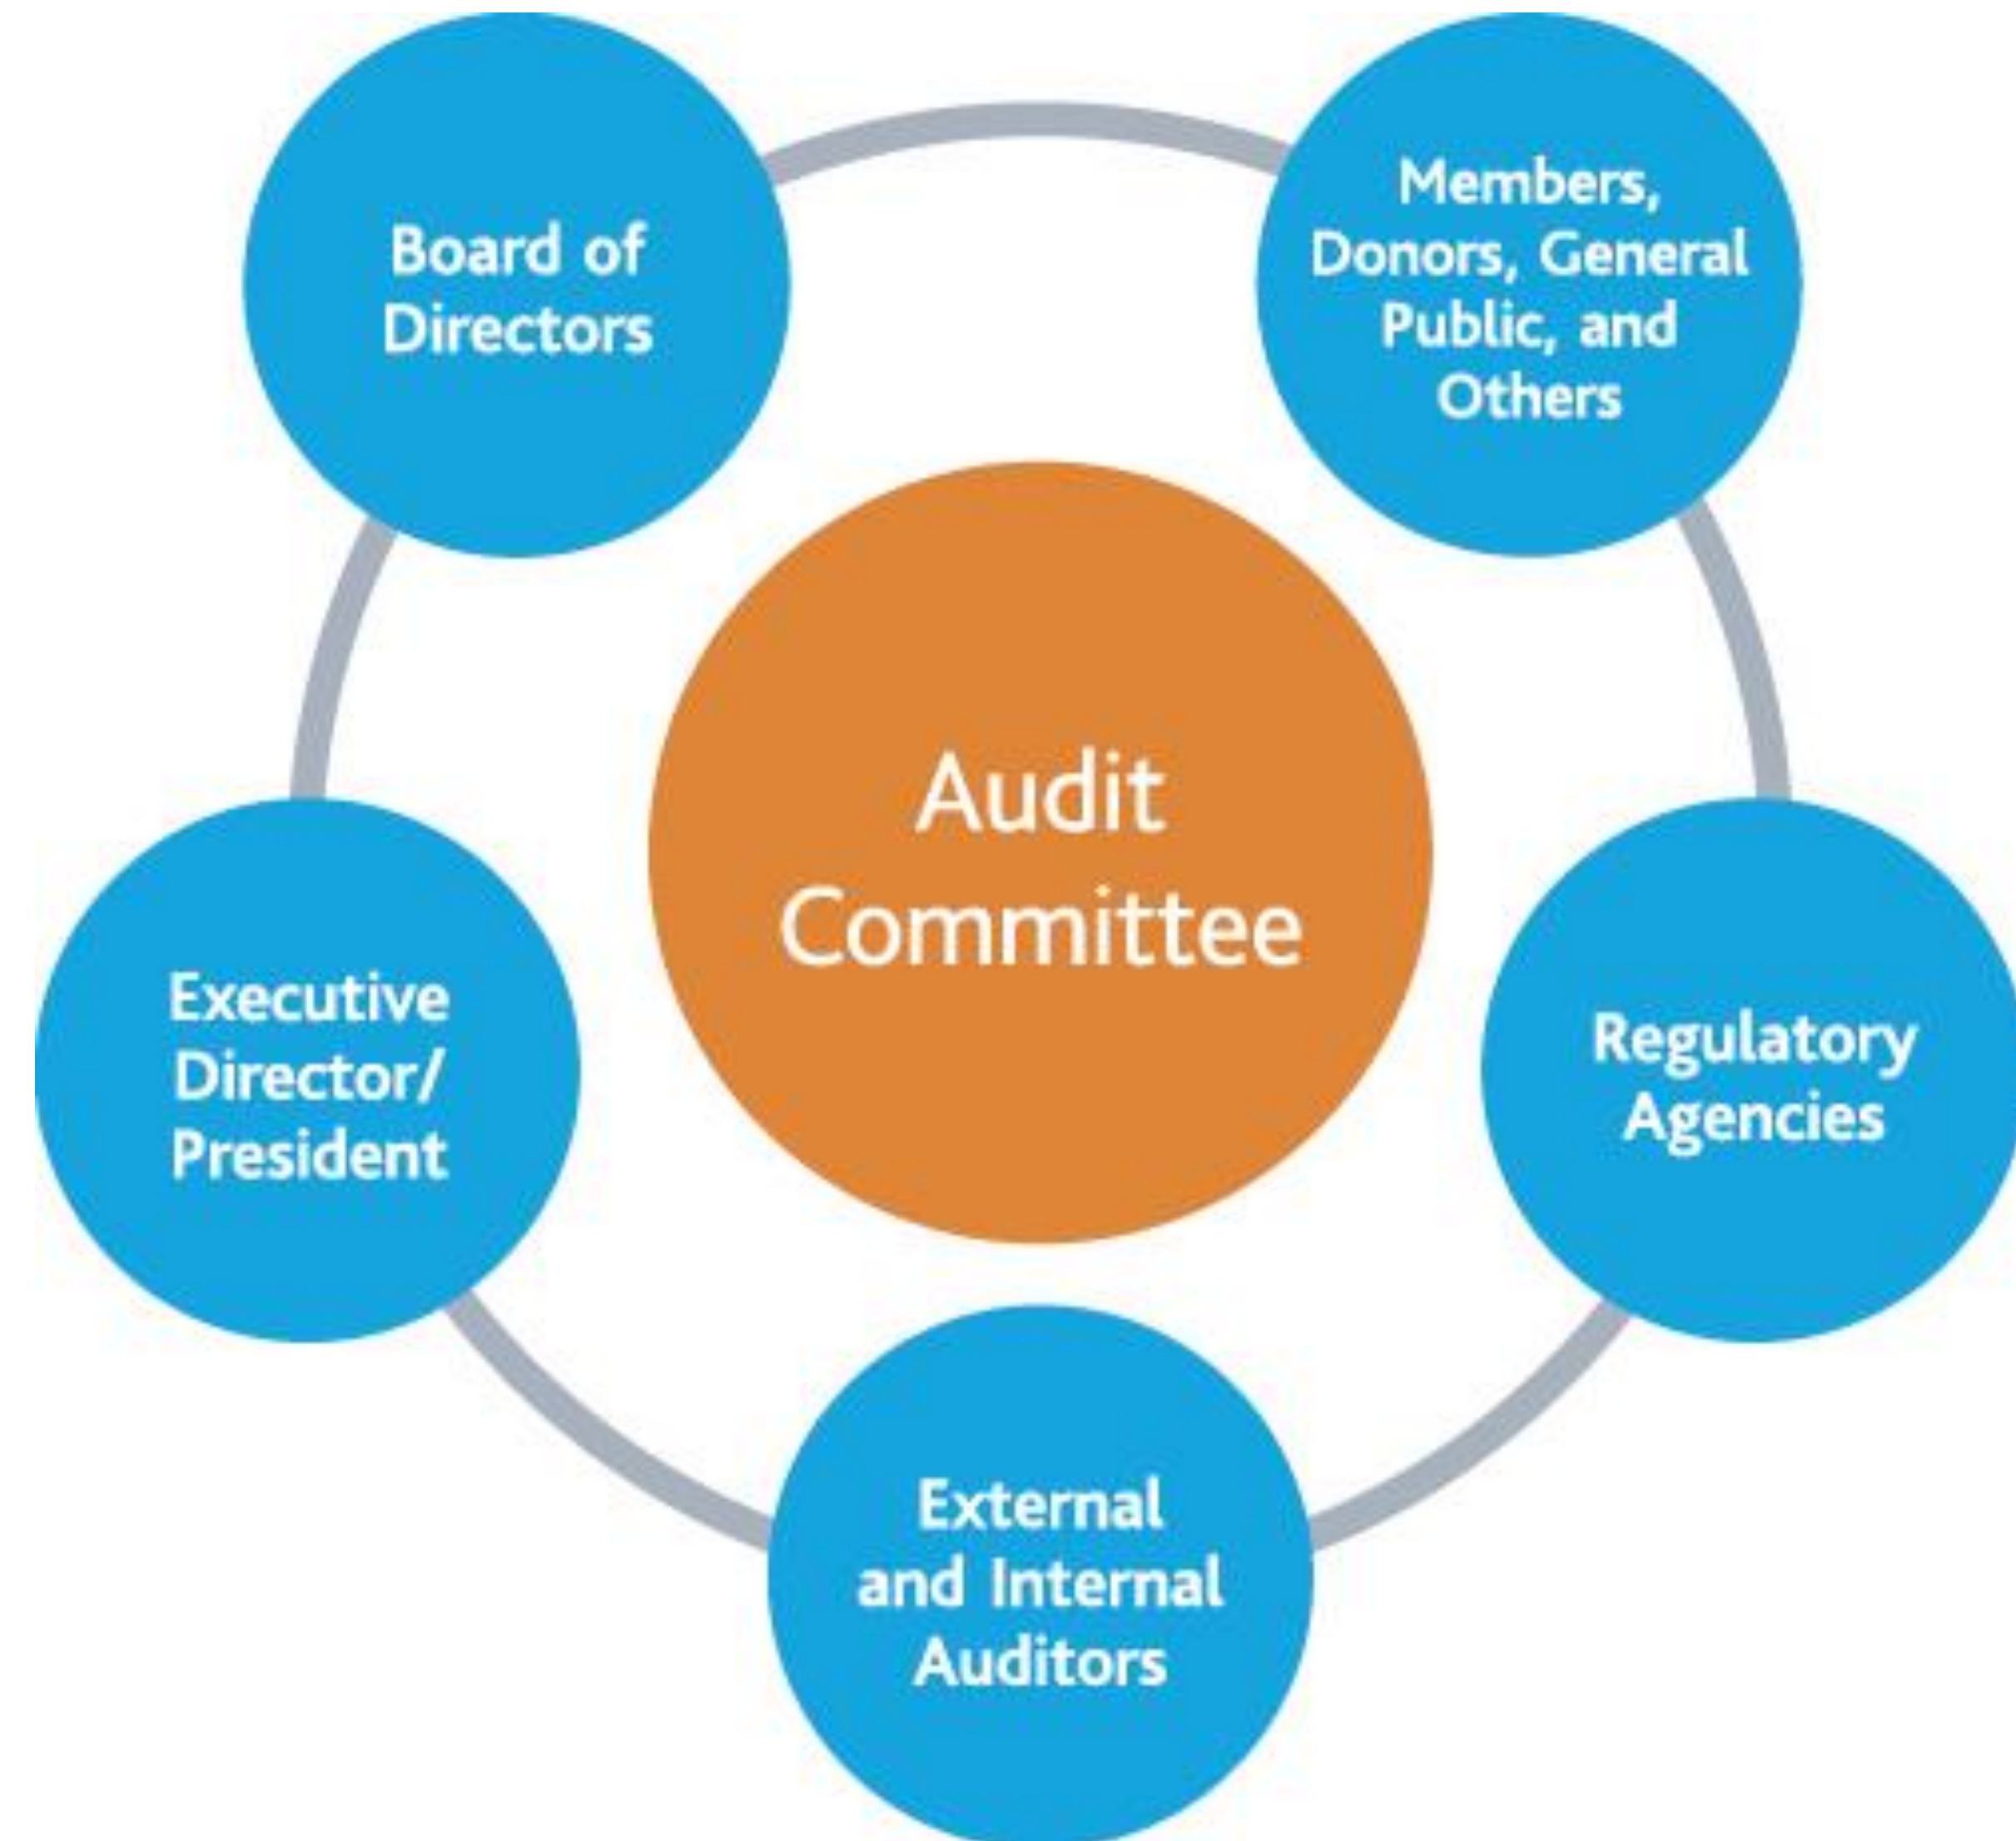 Board of
Directors
Members,
Donors, General
Public, and
Others
Audit
Committee
Executive
Director/
President
Regulatory
Agencies
External
and Internal
Auditors